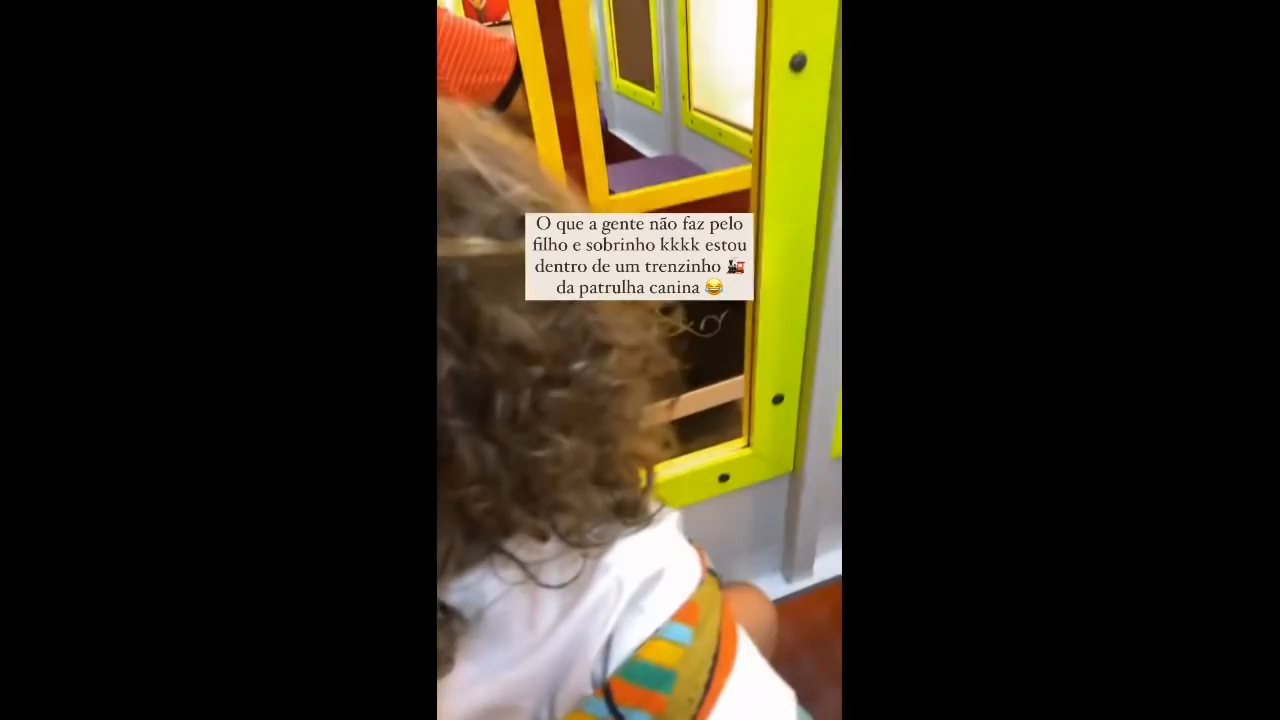 O que a gente não faz pelo
filho e sobrinho kkkk estou
dentro de um trenzinho 🚂
da patrulha canina 😂